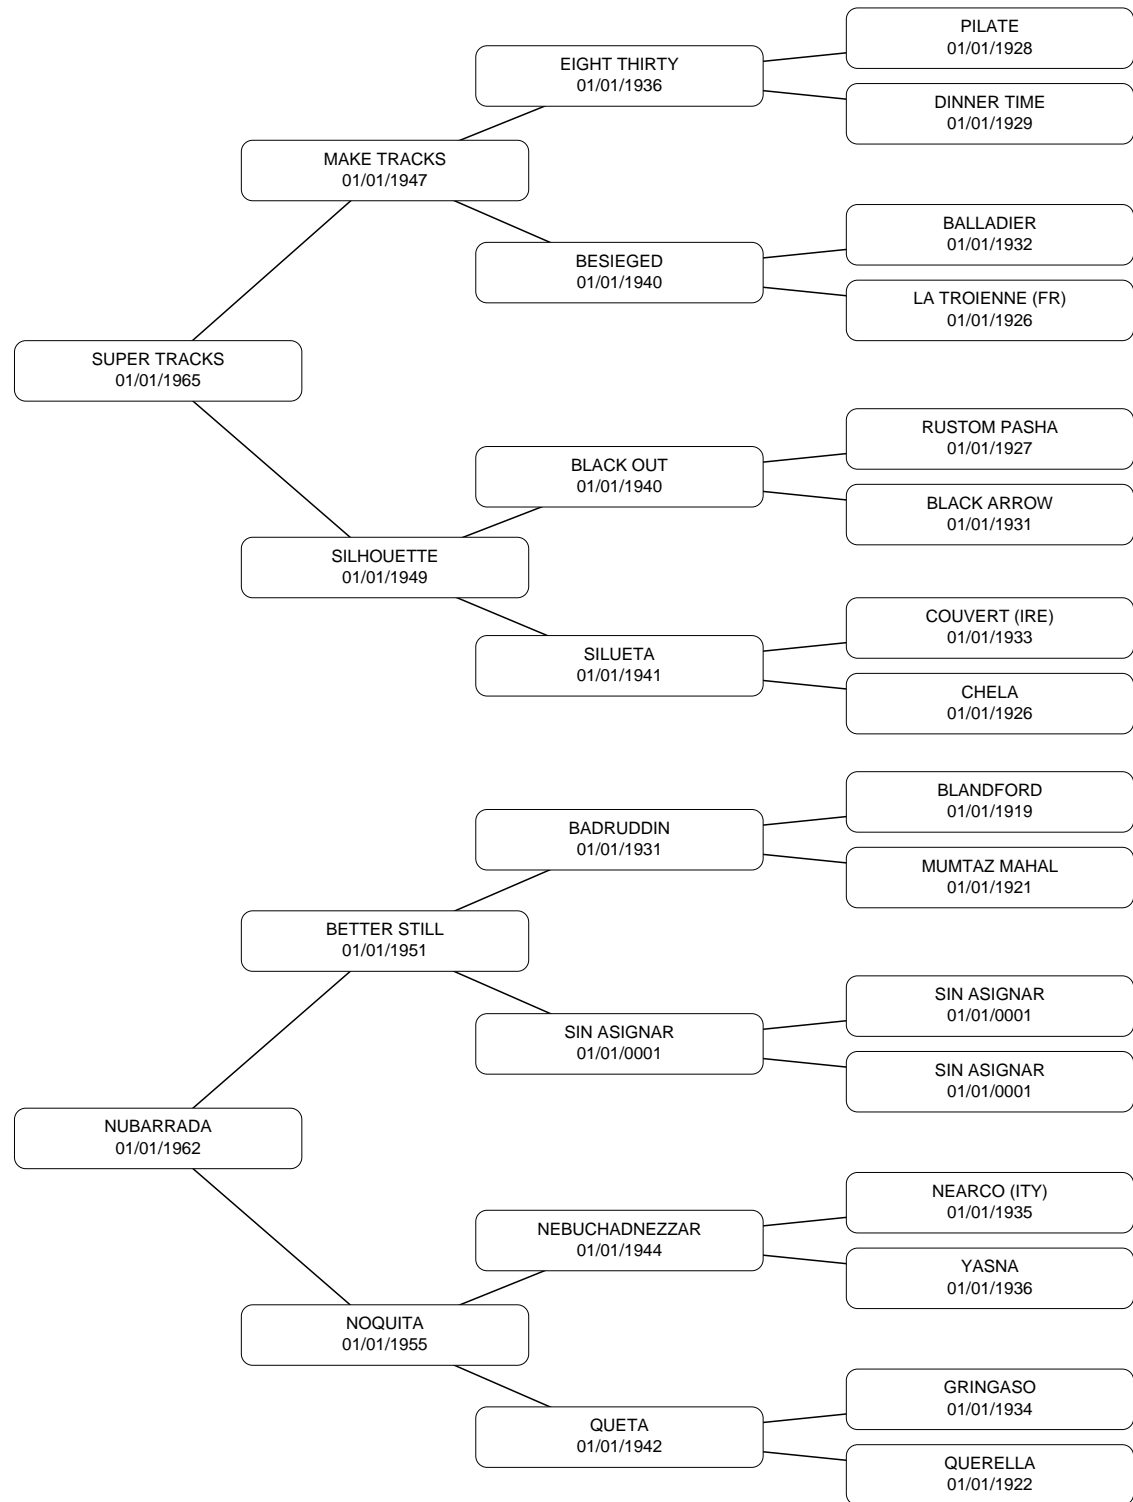 PILATE
01/01/1928
EIGHT THIRTY
01/01/1936
DINNER TIME
01/01/1929
MAKE TRACKS
01/01/1947
BALLADIER
01/01/1932
BESIEGED
01/01/1940
LA TROIENNE (FR)
01/01/1926
SUPER TRACKS
01/01/1965
RUSTOM PASHA
01/01/1927
BLACK OUT
01/01/1940
BLACK ARROW
01/01/1931
SILHOUETTE
01/01/1949
COUVERT (IRE)
01/01/1933
SILUETA
01/01/1941
CHELA
01/01/1926
BLANDFORD
01/01/1919
BADRUDDIN
01/01/1931
MUMTAZ MAHAL
01/01/1921
BETTER STILL
01/01/1951
SIN ASIGNAR
01/01/0001
SIN ASIGNAR
01/01/0001
SIN ASIGNAR
01/01/0001
NUBARRADA
01/01/1962
NEARCO (ITY)
01/01/1935
NEBUCHADNEZZAR
01/01/1944
YASNA
01/01/1936
NOQUITA
01/01/1955
GRINGASO
01/01/1934
QUETA
01/01/1942
QUERELLA
01/01/1922